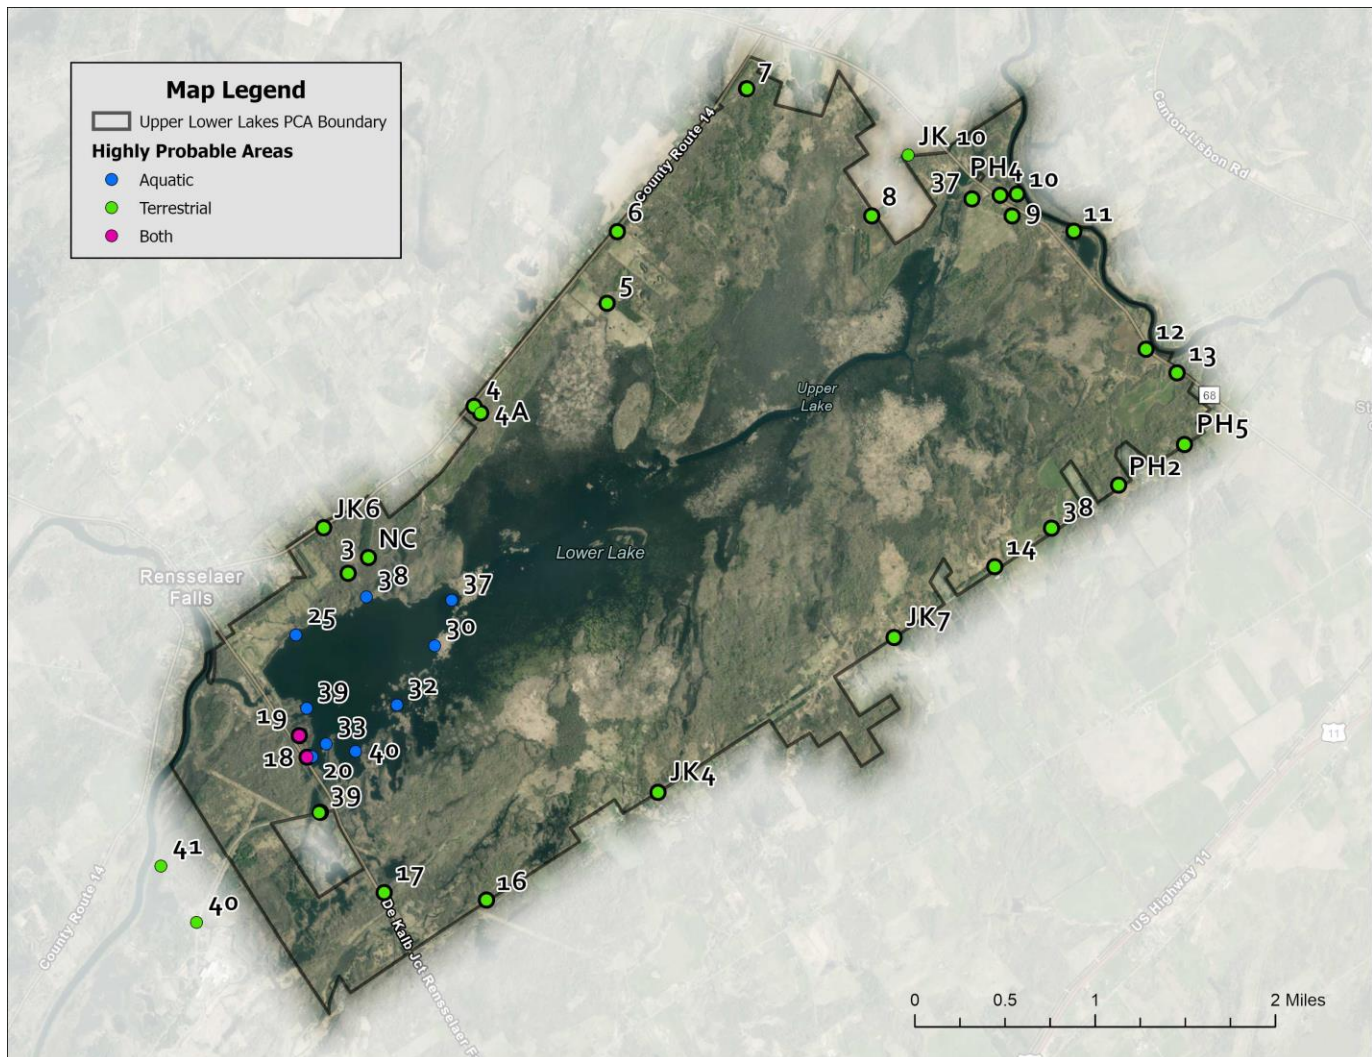 Map Legend
Upper Lower Lakes PCA Boundary
Highly Probable Areas
Aquatic
Terrestrial
Both
7
County Route 14
Canton-Lisbon Rd
JK 10
PH4
37
10
8
9
11
6
5
12
13
68
4
4A
Upper
Lake
PH5
PH2
38
14
JK6
NC
3
38
Lower Lake
Rensselaer
Falls
37
25
30
JK7
39
32
19
33
18
20
40
11
JK4
39
41
40
17
16
County Route 14
De Kalb Jct Rensselaer F
US Highway 11
0
0.5
1
2 Miles